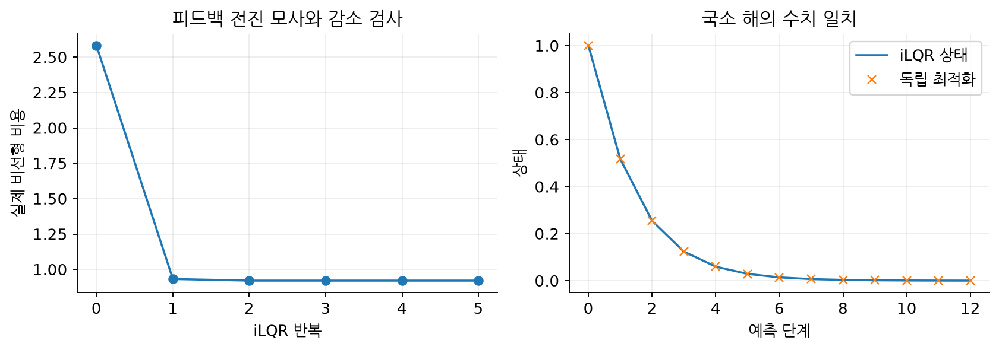 피드백 전진 모사와 감소 검사
실제 비선형 비용
2.50
2.25
2.00
1.75
1.50
1.25
1.00
0 1 2 3 4 5
iLQR 반복
국소 해의 수치 일치
상태
1.0
0.8
0.6
0.4
0.2
0.0
iLQR 상태
독립 최적화
0 2 4 6 8 10 12
예측 단계